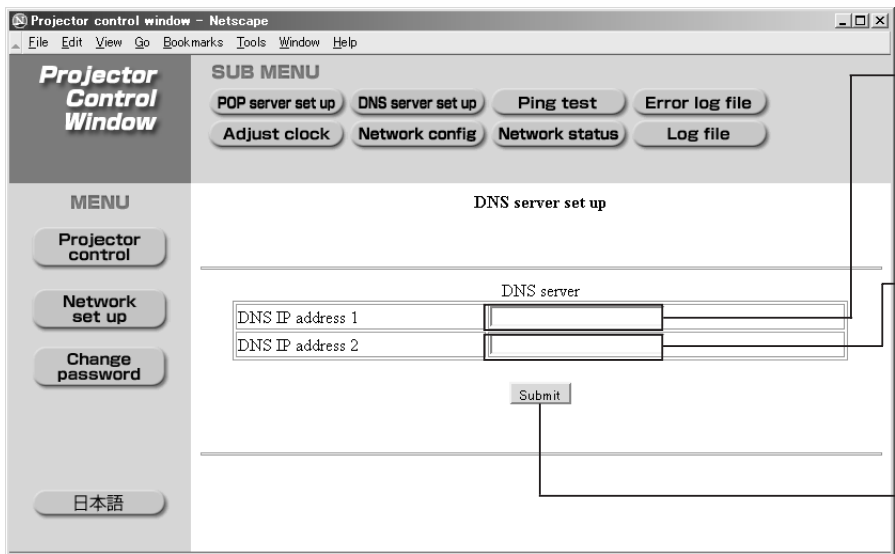 Projector control window - Netscape
File Edit View Go Bookmarks Tools Window Help
Projector
Control
Window
SUB MENU
POP server set up DNS server set up Ping test Error log file
Adjust clock Network config Network status Log file
MENU
Projector
control
Network
set up
Change
password
日本語
DNS server set up
DNS server
DNS IP address 1
DNS IP address 2
Submit